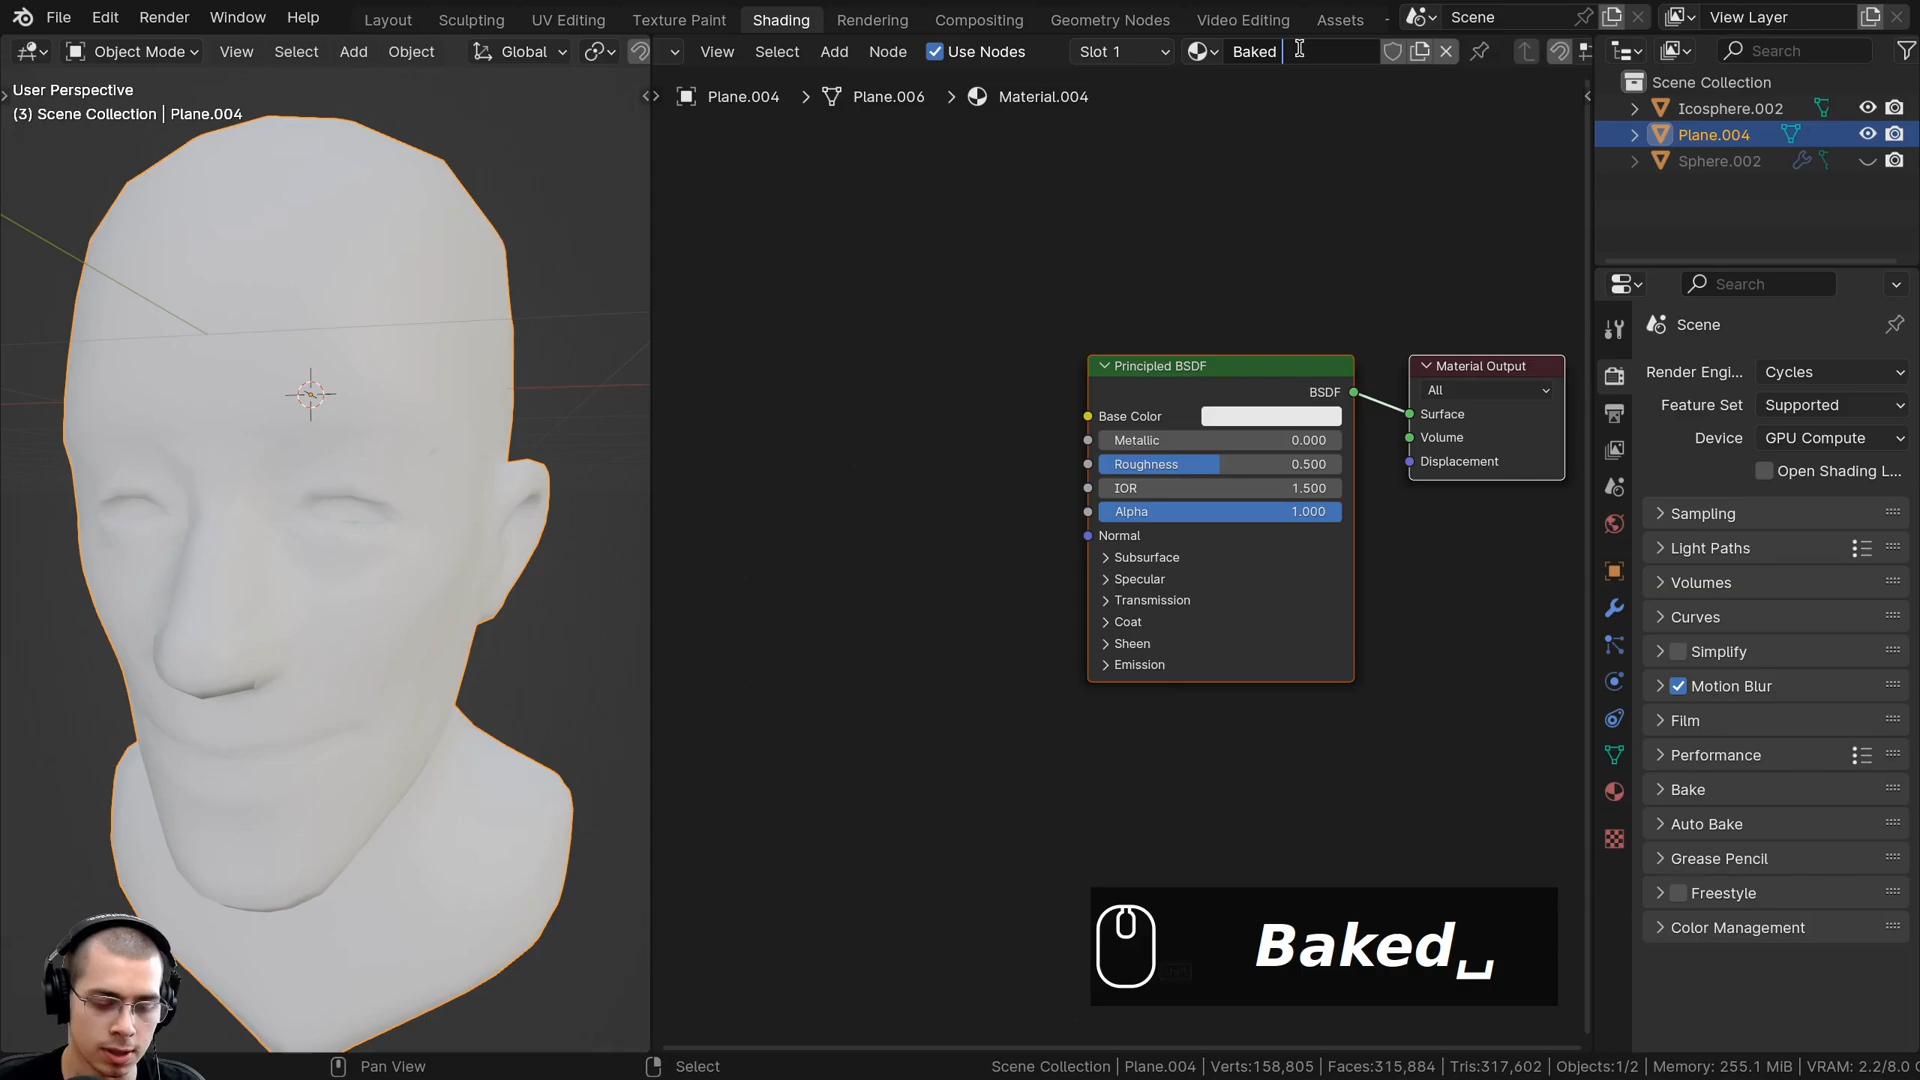 File Edit Render Window Help Layout Sculpting UV Editing Texture Paint Shading Rendering Compositing Geometry Nodes Video Editing Assets Scene View Layer
Object Mode View Select Add Object Global View Select Add Node Use Nodes Slot 1 Baked Search
User Perspective
(3) Scene Collection | Plane.004
Plane.004 Plane.006 Material.004
Scene Collection
Icosphere.002
Plane.004
Sphere.002
Search
Scene
Render Engi... Cycles
Feature Set Supported
Device GPU Compute
Open Shading L...
Sampling
Light Paths
Volumes
Curves
Simplify
Motion Blur
Film
Performance
Bake
Auto Bake
Grease Pencil
Freestyle
Color Management
Principled BSDF
BSDF
Base Color
Metallic 0.000
Roughness 0.500
IOR 1.500
Alpha 1.000
Normal
Subsurface
Specular
Transmission
Coat
Sheen
Emission
Material Output
All
Surface
Volume
Displacement
Baked␣
Pan View Select Scene Collection | Plane.004 | Verts:158,805 | Faces:315,884 | Tris:317,602 | Objects:1/2 | Memory: 255.1 MiB | VRAM: 2.2/8.0